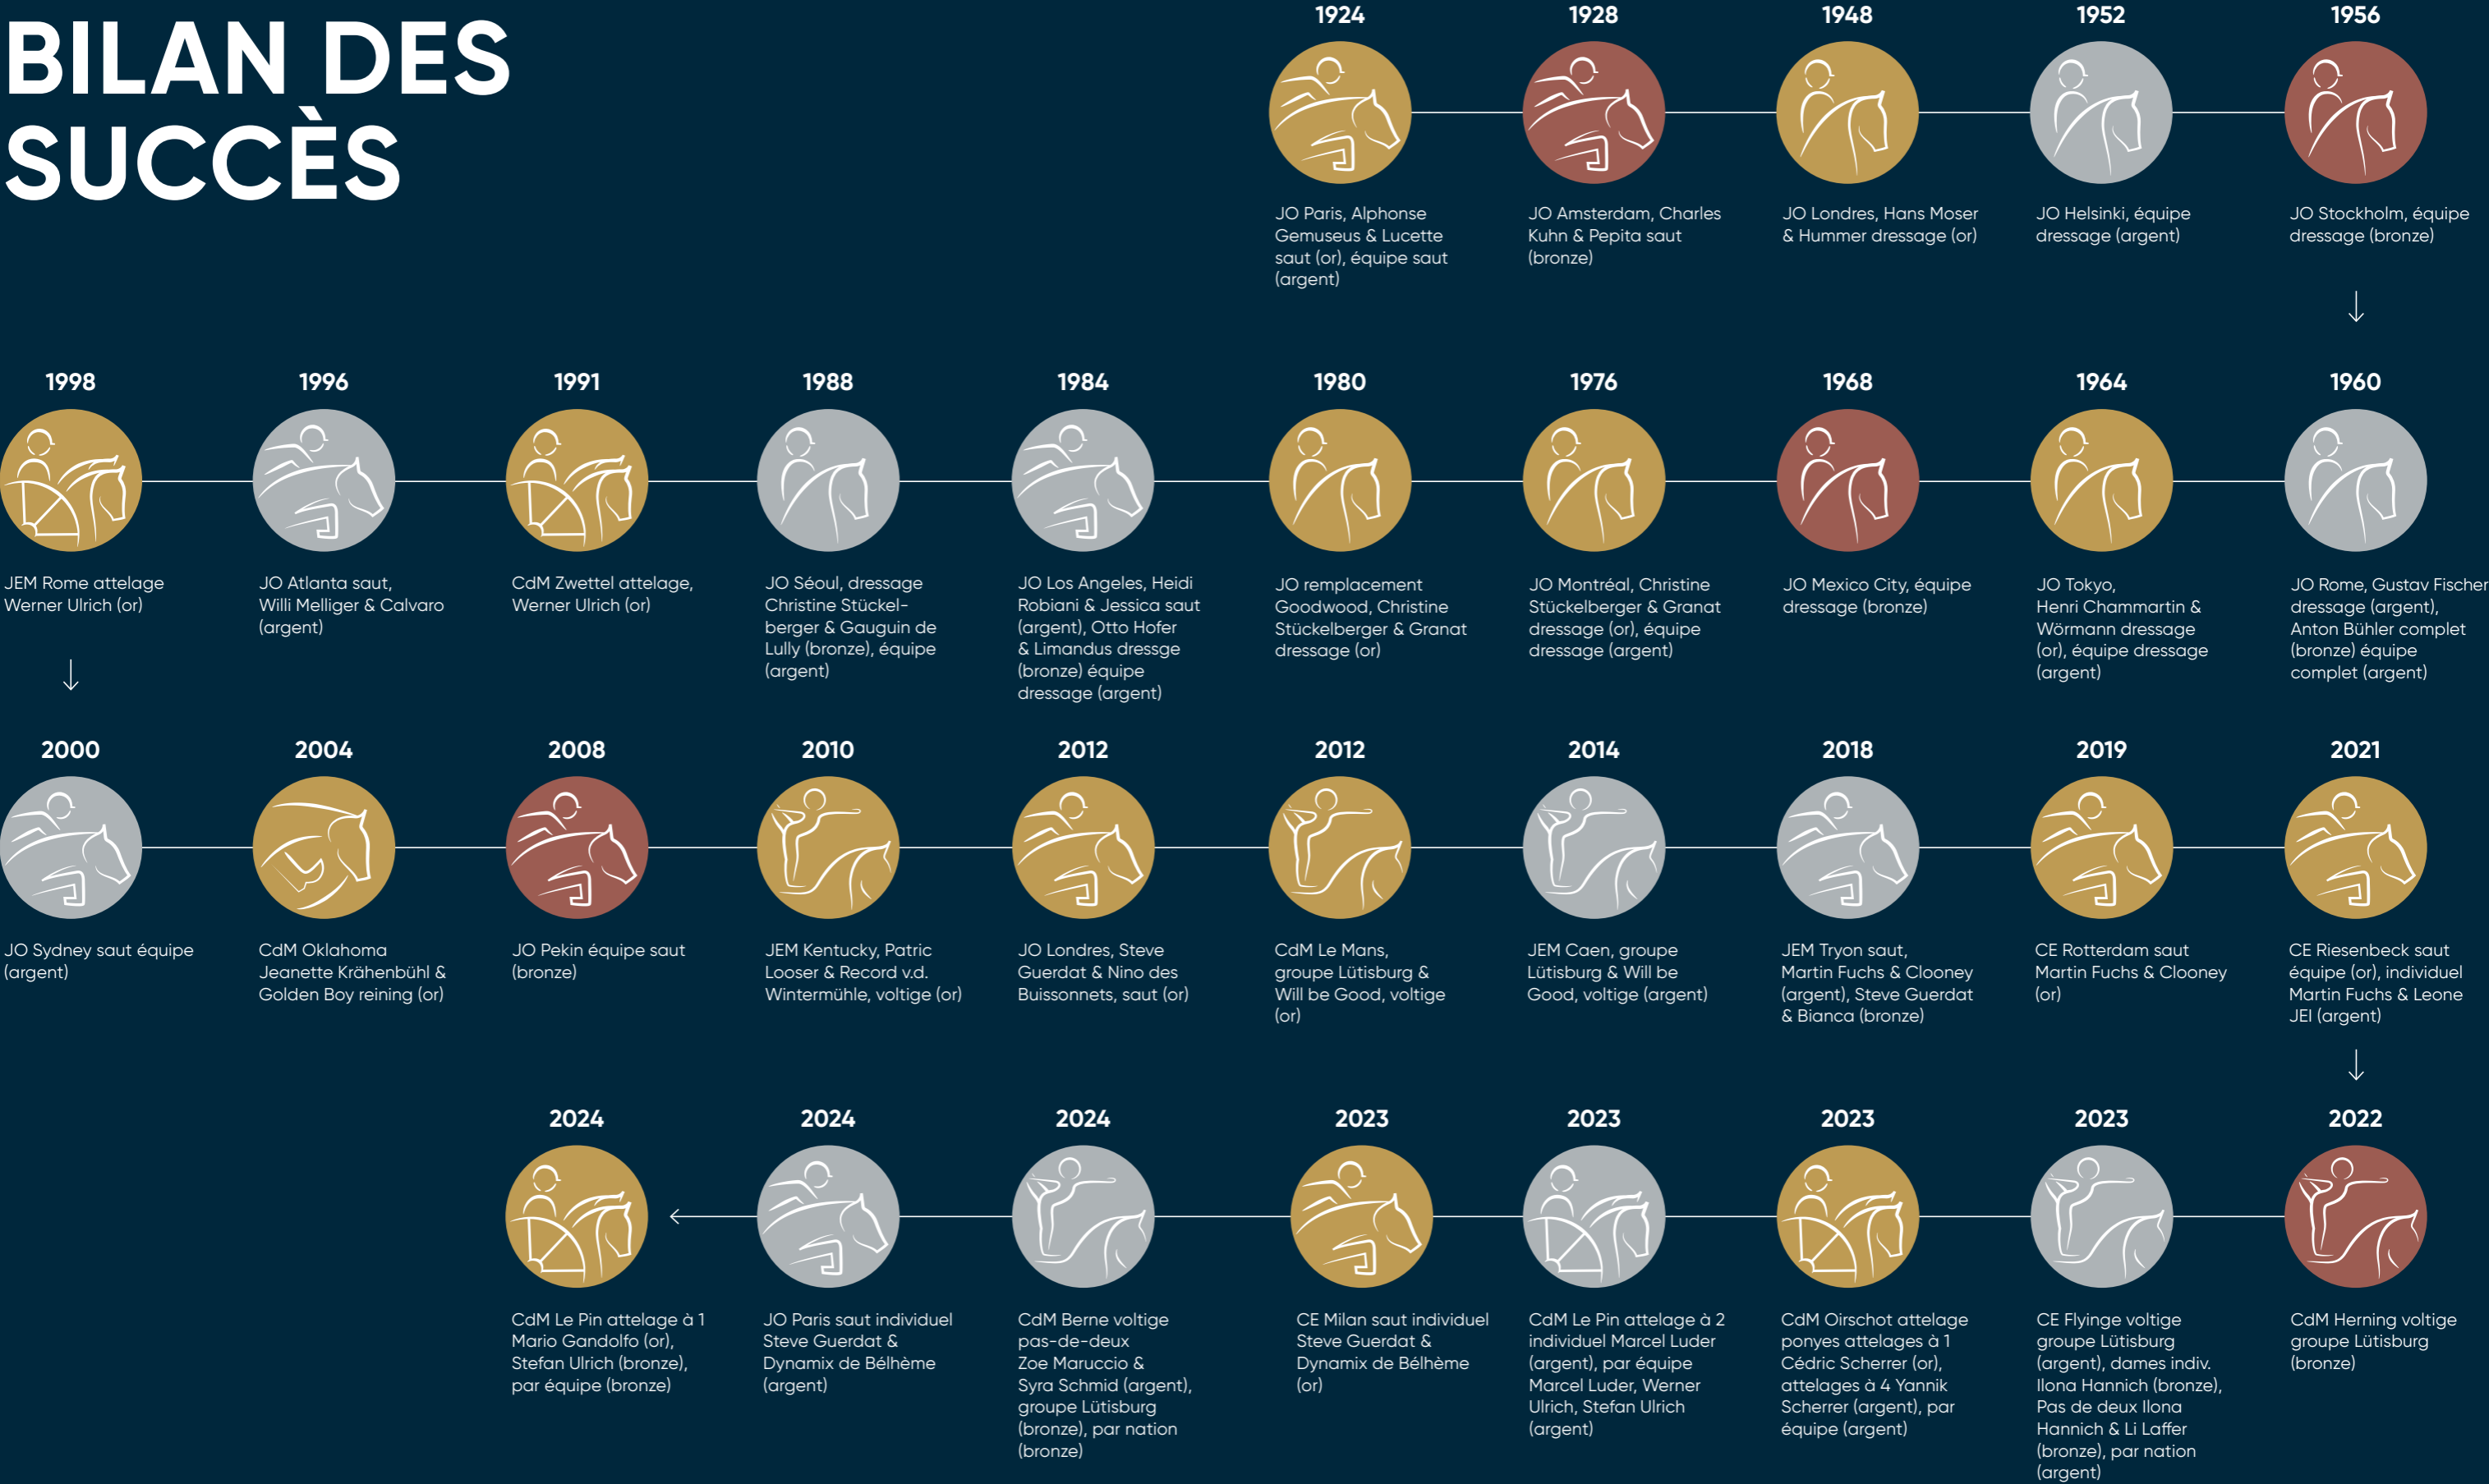 BILAN DES
SUCCÈS
1924
JO Paris, Alphonse
Gemuseus & Lucette
saut (or), équipe saut
(argent)
1928
JO Amsterdam, Charles
Kuhn & Pepita saut
(bronze)
1948
JO Londres, Hans Moser
& Hummer dressage (or)
1952
JO Helsinki, équipe
dressage (argent)
1956
JO Stockholm, équipe
dressage (bronze)
1960
JO Rome, Gustav Fischer
dressage (argent),
Anton Bühler complet
(bronze) équipe
complet (argent)
1964
JO Tokyo,
Henri Chammartin &
Wörmann dressage
(or), équipe dressage
(argent)
1968
JO Mexico City, équipe
dressage (bronze)
1976
JO Montréal, Christine
Stückelberger & Granat
dressage (or), équipe
dressage (argent)
1980
JO remplacement
Goodwood, Christine
Stückelberger & Granat
dressage (or)
1984
JO Los Angeles, Heidi
Robiani & Jessica saut
(argent), Otto Hofer
& Limandus dressge
(bronze) équipe
dressage (argent)
1988
JO Séoul, dressage
Christine Stückel-
berger & Gauguin de
Lully (bronze), équipe
(argent)
1991
CdM Zwettel attelage,
Werner Ulrich (or)
1996
JO Atlanta saut,
Willi Melliger & Calvaro
(argent)
1998
JEM Rome attelage
Werner Ulrich (or)
2000
JO Sydney saut équipe
(argent)
2004
CdM Oklahoma
Jeanette Krähenbühl &
Golden Boy reining (or)
2008
JO Pekin équipe saut
(bronze)
2010
JEM Kentucky, Patric
Looser & Record v.d.
Wintermühle, voltige (or)
2012
JO Londres, Steve
Guerdat & Nino des
Buissonnets, saut (or)
2012
CdM Le Mans,
groupe Lütisburg &
Will be Good, voltige
(or)
2014
JEM Caen, groupe
Lütisburg & Will be
Good, voltige (argent)
2018
JEM Tryon saut,
Martin Fuchs & Clooney
(argent), Steve Guerdat
& Bianca (bronze)
2019
CE Rotterdam saut
Martin Fuchs & Clooney
(or)
2021
CE Riesenbeck saut
équipe (or), individuel
Martin Fuchs & Leone
JEI (argent)
2022
CdM Herning voltige
groupe Lütisburg
(bronze)
2023
CE Flyinge voltige
groupe Lütisburg
(argent), dames indiv.
Ilona Hannich (bronze),
Pas de deux Ilona
Hannich & Li Laffer
(bronze), par nation
(argent)
2023
CdM Oirschot attelage
ponyes attelages à 1
Cédric Scherrer (or),
attelages à 4 Yannik
Scherrer (argent), par
équipe (argent)
2023
CdM Le Pin attelage à 2
individuel Marcel Luder
(argent), par équipe
Marcel Luder, Werner
Ulrich, Stefan Ulrich
(argent)
2023
CE Milan saut individuel
Steve Guerdat &
Dynamix de Bélhème
(or)
2024
CdM Berne voltige
pas-de-deux
Zoe Maruccio &
Syra Schmid (argent),
groupe Lütisburg
(bronze), par nation
(bronze)
2024
JO Paris saut individuel
Steve Guerdat &
Dynamix de Bélhème
(argent)
2024
CdM Le Pin attelage à 1
Mario Gandolfo (or),
Stefan Ulrich (bronze),
par équipe (bronze)